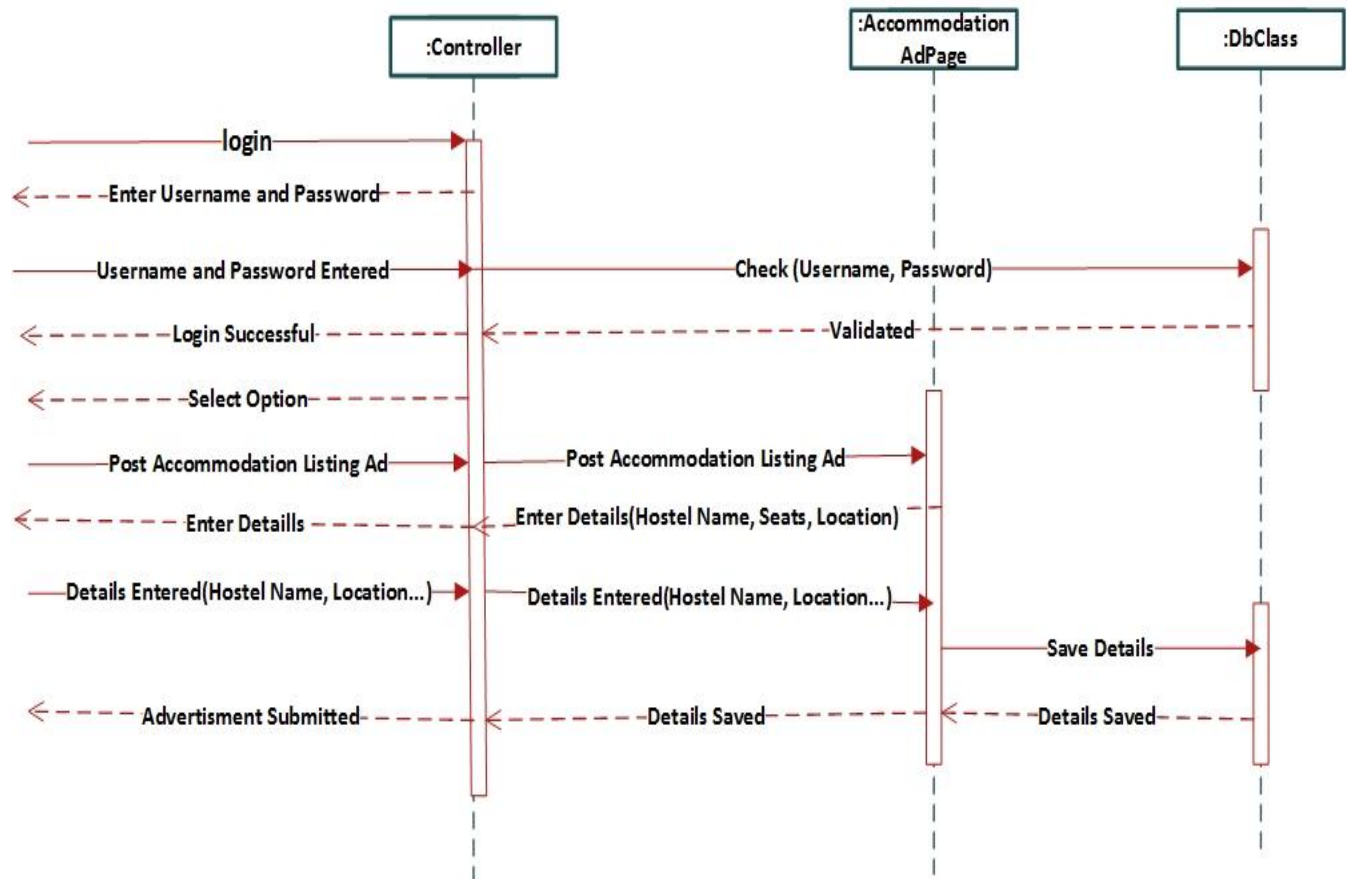 :Controller
:Accommodation
AdPage
:DbClass
login
Enter Username and Password
Username and Password Entered
Check (Username, Password)
Login Successful
Validated
Select Option
Post Accommodation Listing Ad
Post Accommodation Listing Ad
Enter Detaills
Enter Details(Hostel Name, Seats, Location)
Details Entered(Hostel Name, Location...)
Details Entered(Hostel Name, Location...)
Save Details
Advertisment Submitted
Details Saved
Details Saved